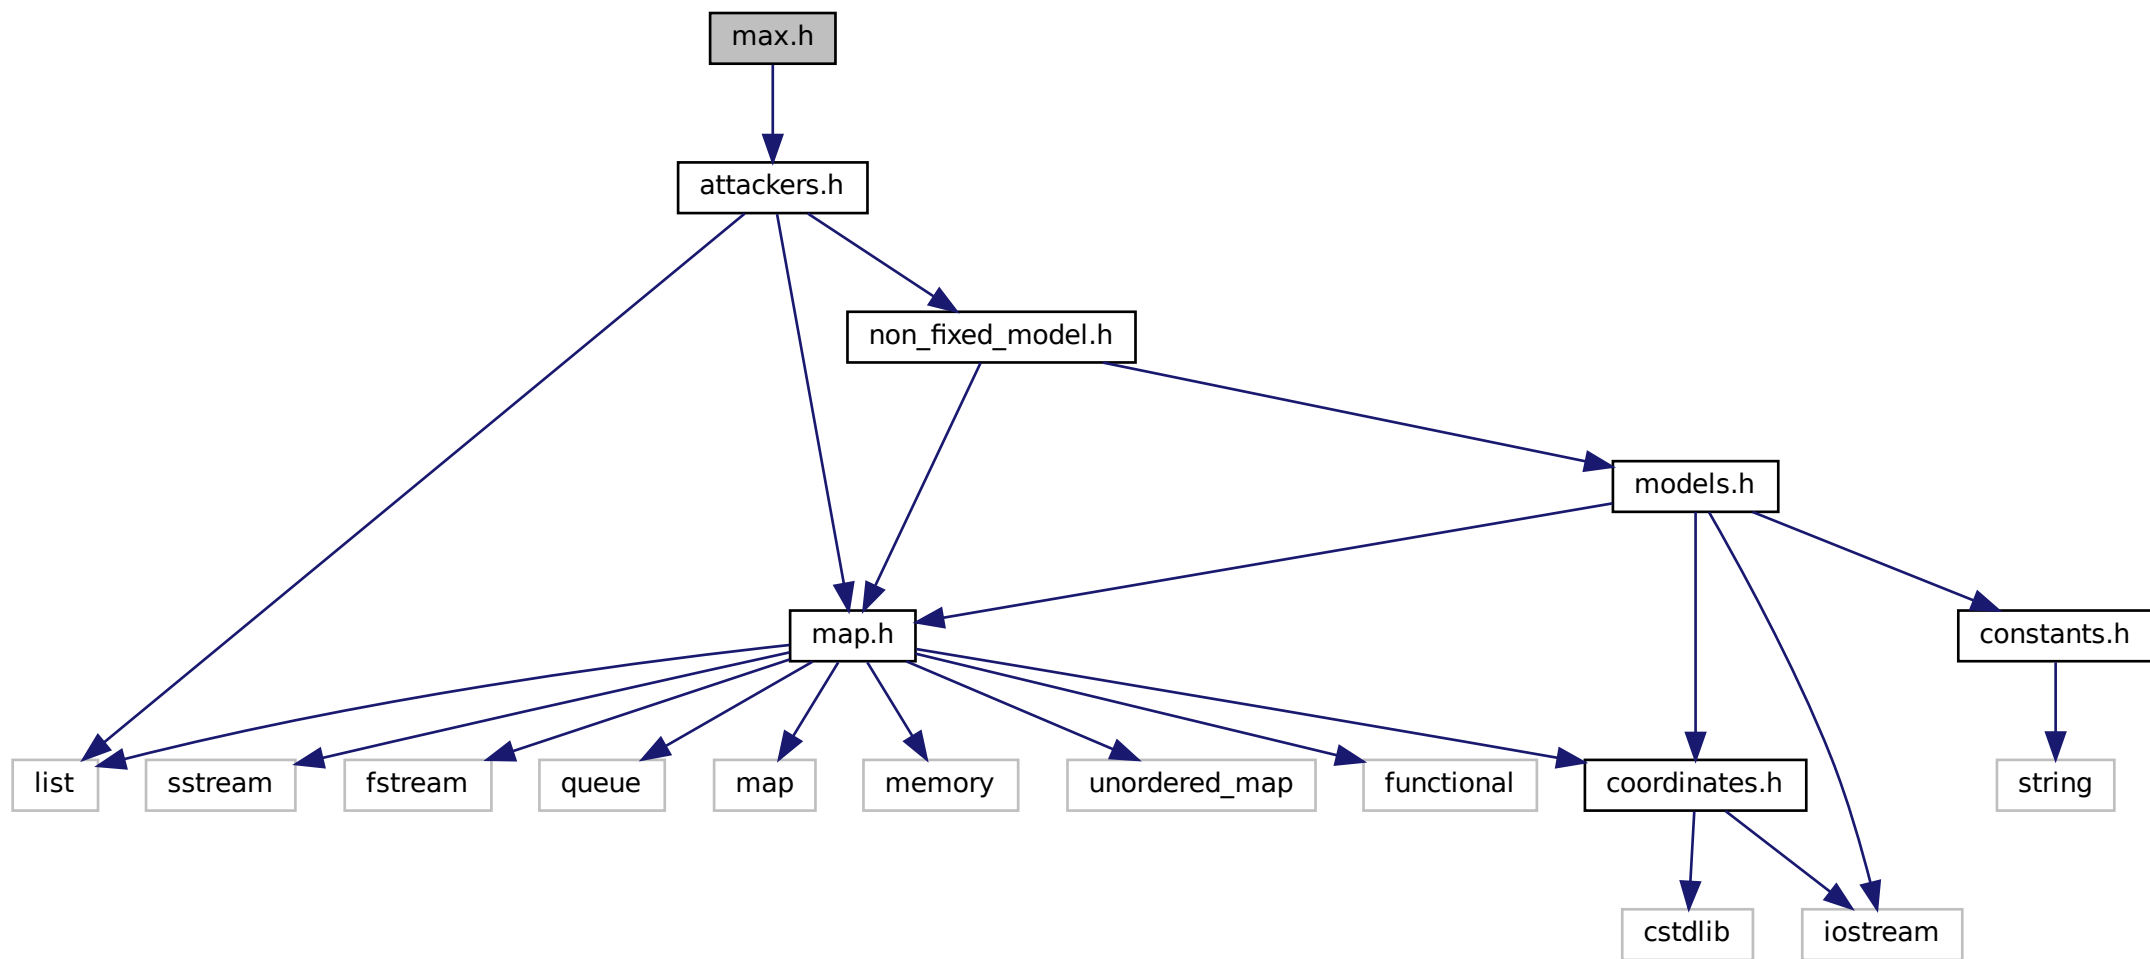 max.h
attackers.h
non_fixed_model.h
models.h
map.h
constants.h
list
sstream
fstream
queue
map
memory
unordered_map
functional
coordinates.h
string
cstdlib
iostream